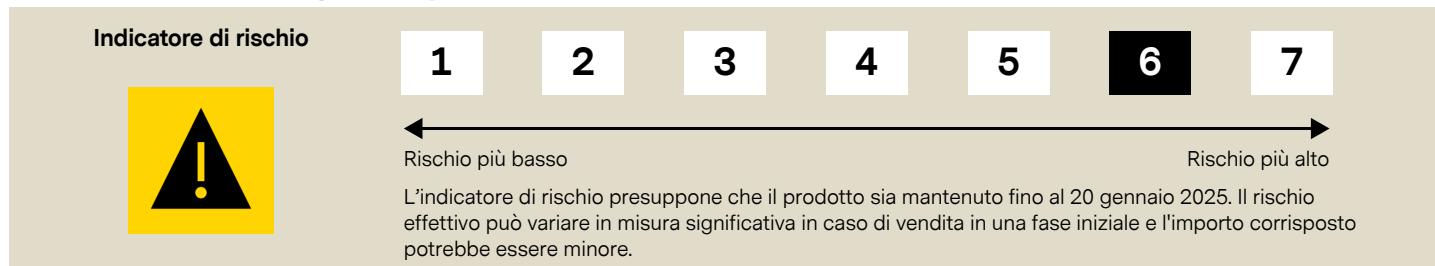 Indicatore di rischio
1 2 3 4 5 6 7
Rischio più basso Rischio più alto
L'indicatore di rischio presuppone che il prodotto sia mantenuto fino al 20 gennaio 2025. Il rischio
effettivo può variare in misura significativa in caso di vendita in una fase iniziale e l'importo corrisposto
potrebbe essere minore.